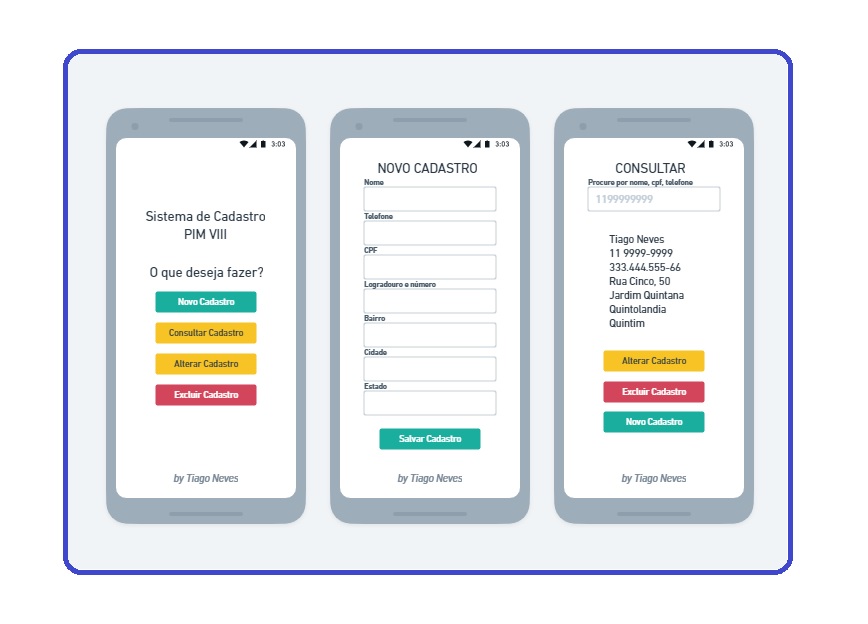 3:03
Sistema de Cadastro
PIM VIII
O que deseja fazer?
Novo Cadastro
Consultar Cadastro
Alterar Cadastro
Excluir Cadastro
by Tiago Neves
3:03
NOVO CADASTRO
Nome
Telefone
CPF
Logradouro e número
Bairro
Cidade
Estado
Salvar Cadastro
by Tiago Neves
3:03
CONSULTAR
Procure por nome, cpf, telefone
1199999999
Tiago Neves
11 9999-9999
333.444.555-66
Rua Cinco, 50
Jardim Quintana
Quintolandia
Quintim
Alterar Cadastro
Excluir Cadastro
Novo Cadastro
by Tiago Neves